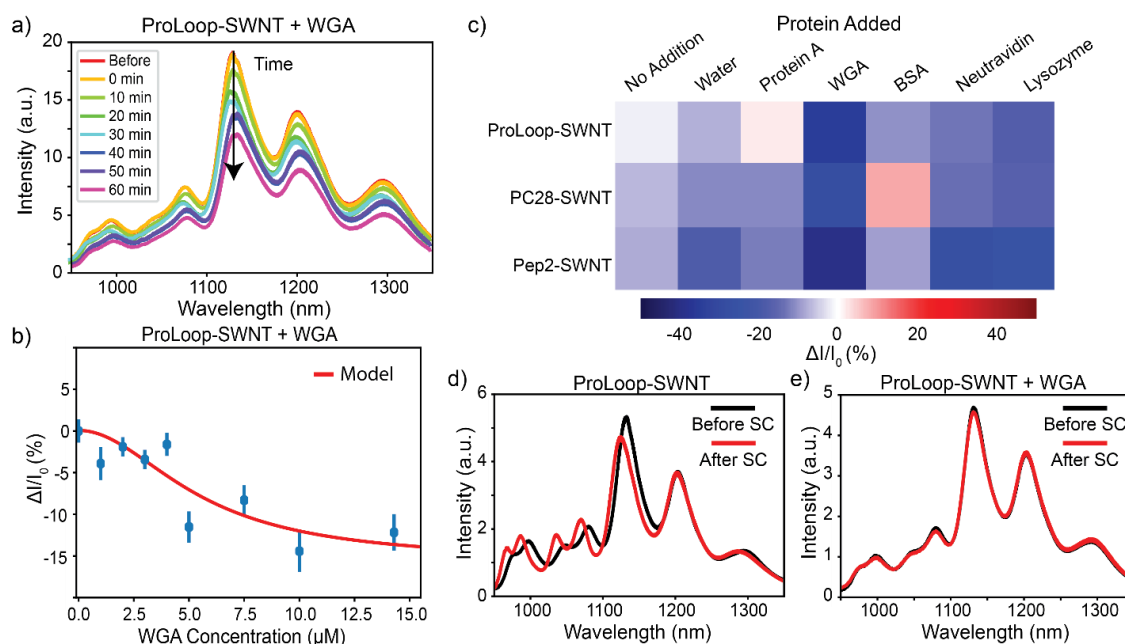 a)
ProLoop-SWNT + WGA
20
15
10
5
0
Intensity (a.u.)
Before
0 min
10 min
20 min
30 min
40 min
50 min
60 min
Time
1000
1100
1200
1300
Wavelength (nm)
b)
ProLoop-SWNT + WGA
Model
5
0
-5
-10
-15
ΔI/I₀ (%)
0.0
2.5
5.0
7.5
10.0
12.5
15.0
WGA Concentration (µM)
c)
Protein Added
No Addition
Water
Protein A
WGA
BSA
Neutravidin
Lysozyme
ProLoop-SWNT
PC28-SWNT
Pep2-SWNT
-40
-20
0
20
40
ΔI/I₀ (%)
d)
ProLoop-SWNT
Before SC
After SC
6
4
2
0
Intensity (a.u.)
1000
1100
1200
1300
Wavelength (nm)
e)
ProLoop-SWNT + WGA
Before SC
After SC
5
4
3
2
1
0
Intensity (a.u.)
1000
1100
1200
1300
Wavelength (nm)